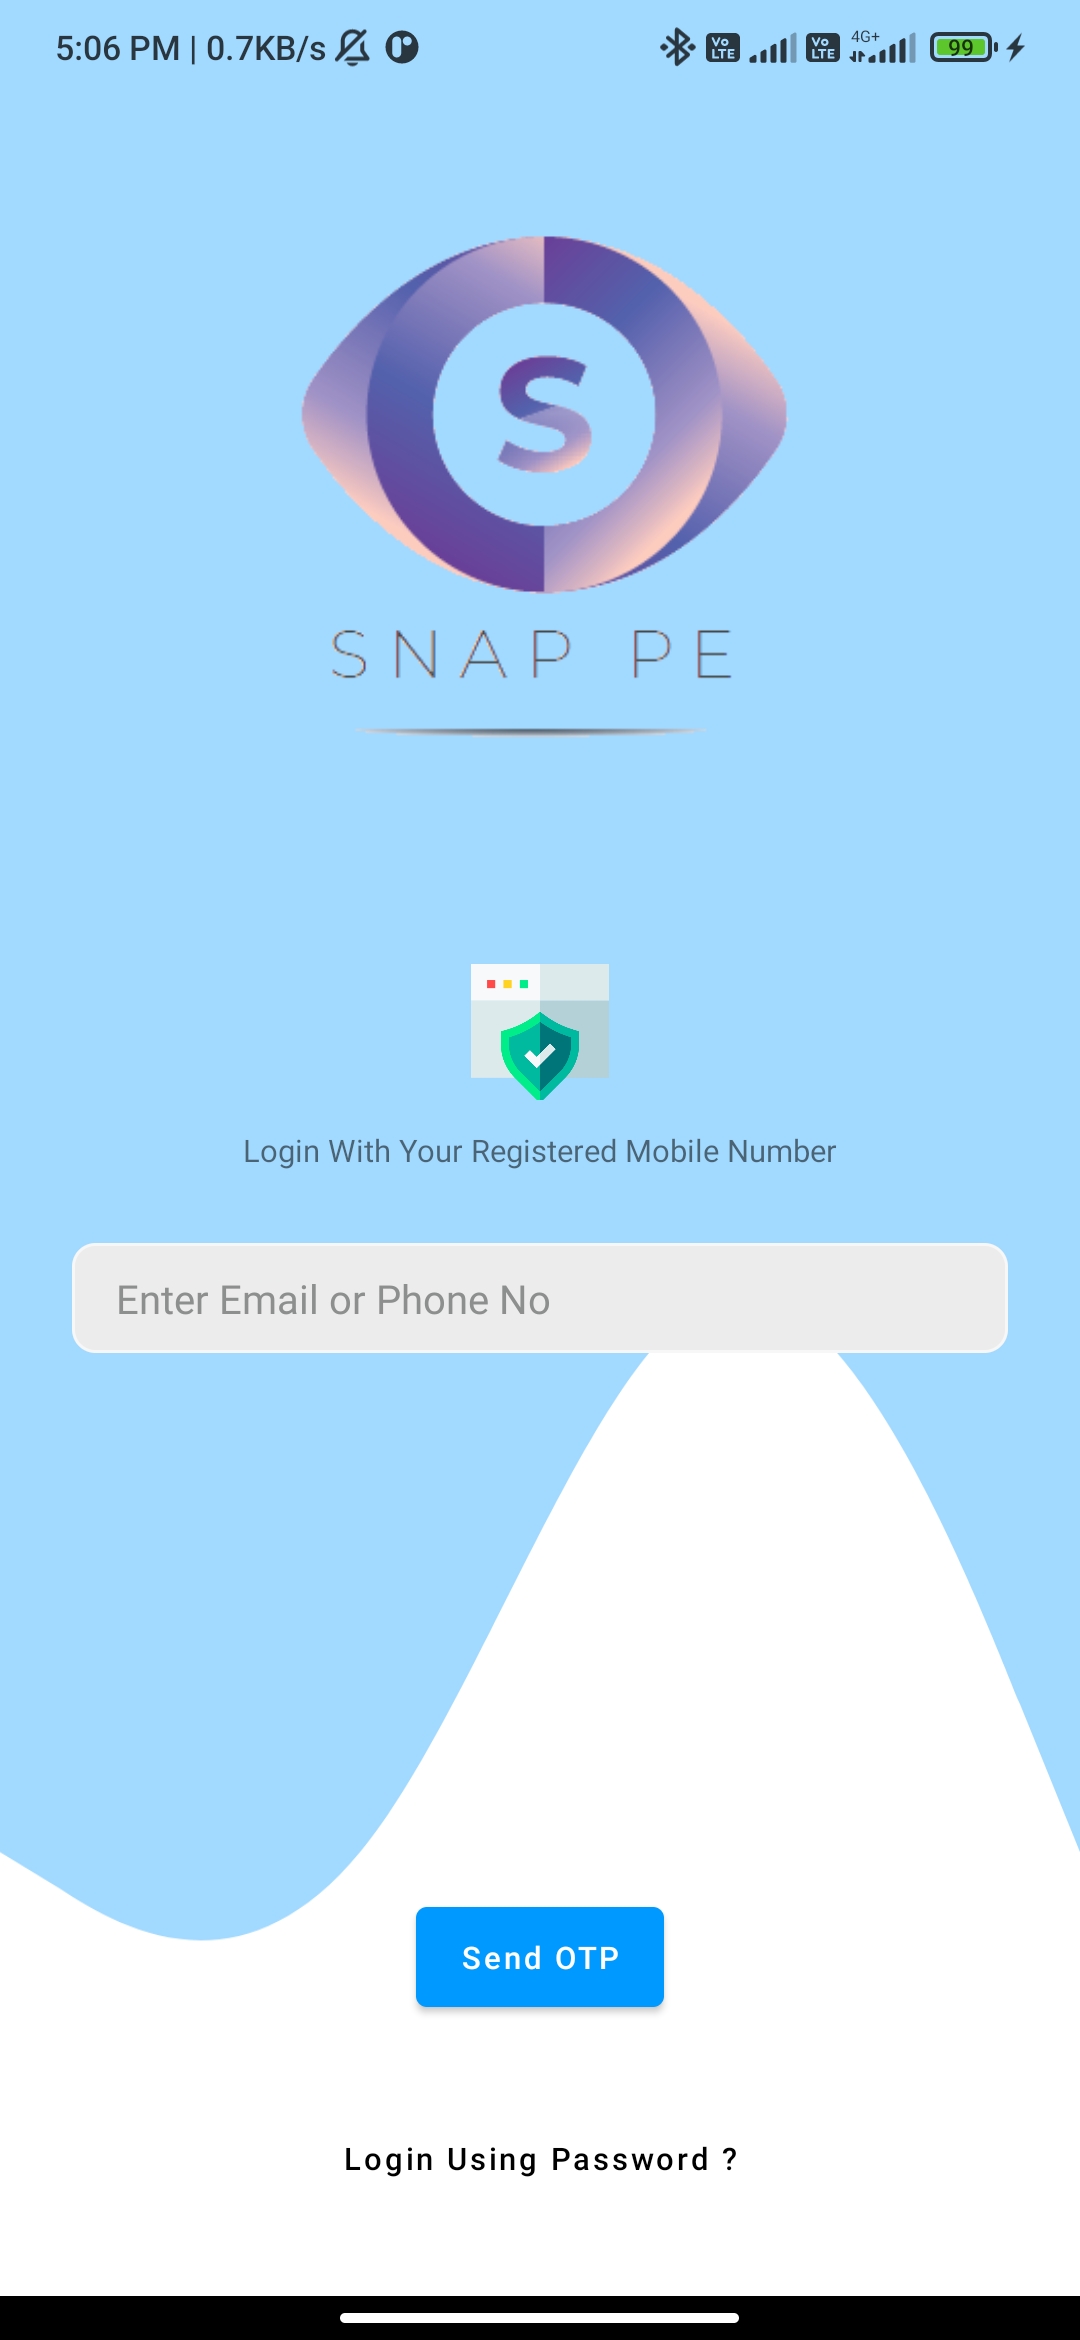 5:06 PM | 0.7KB/s
Vo LTE Vo LTE 4G+ 99
S
SNAP PE
Login With Your Registered Mobile Number
Enter Email or Phone No
Send OTP
Login Using Password ?